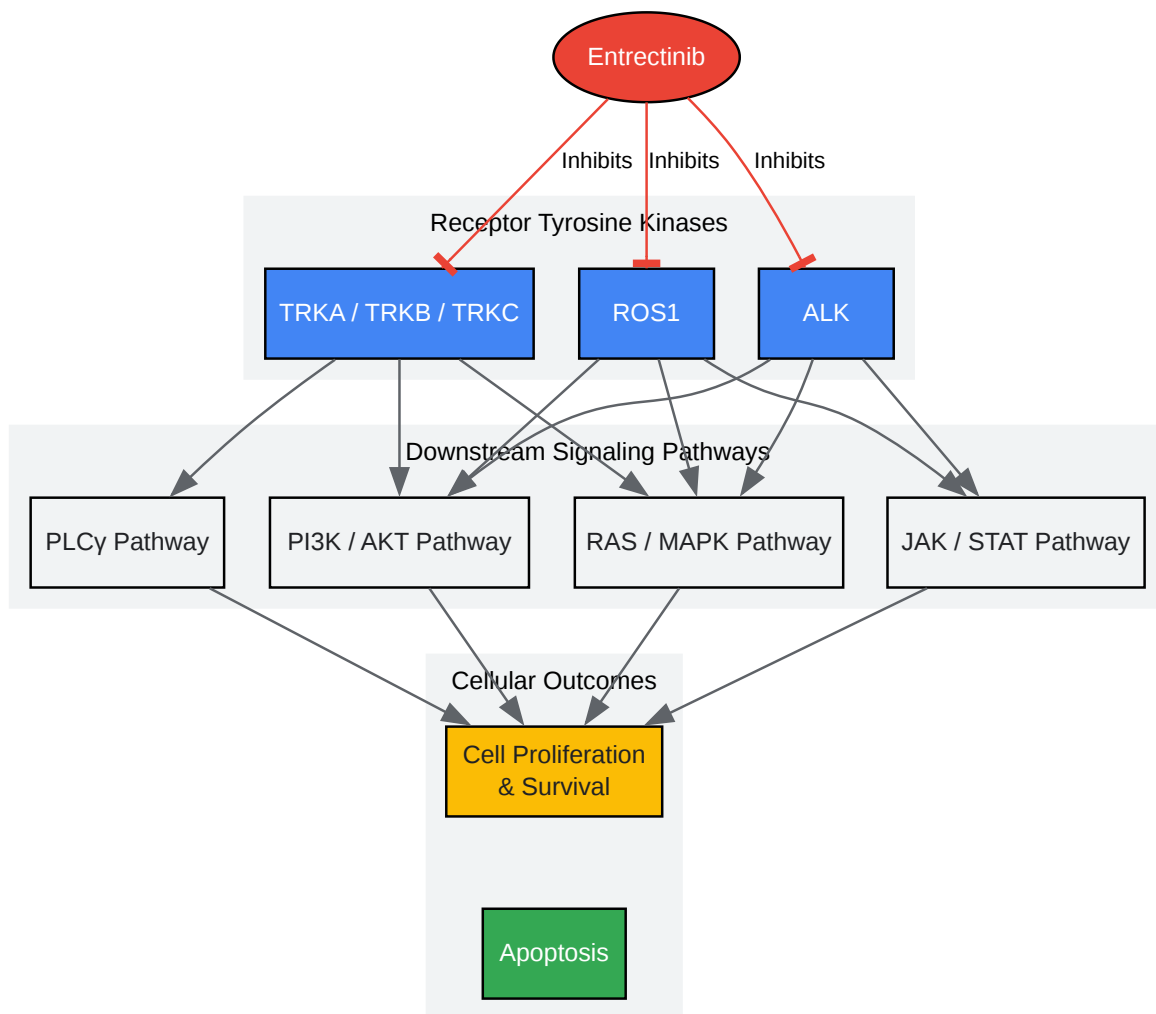 Entrectinib
Inhibits
Inhibits
Inhibits
Receptor Tyrosine Kinases
TRKA / TRKB / TRKC
ROS1
ALK
Downstream Signaling Pathways
PLCγ Pathway
PI3K / AKT Pathway
RAS / MAPK Pathway
JAK / STAT Pathway
Cellular Outcomes
Cell Proliferation
& Survival
Apoptosis